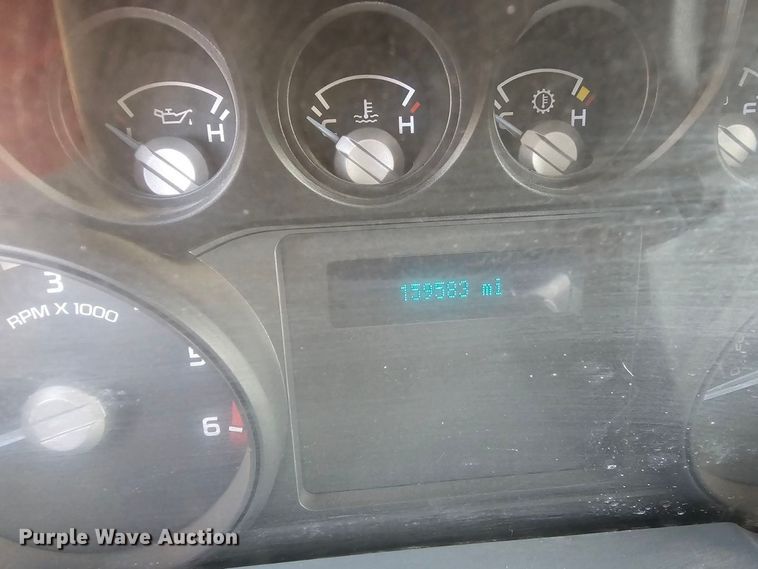 L H
C H
F
159583 mi
3
RPM X 1000
5
6
Purple Wave Auction